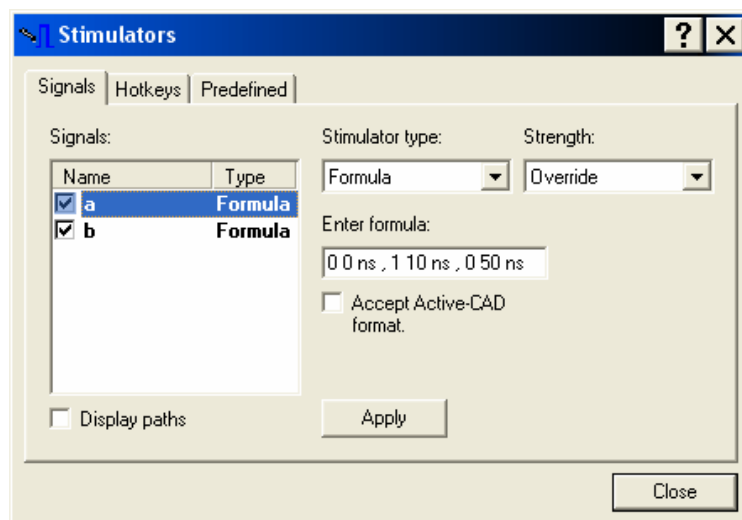 Stimulators
Signals Hotkeys Predefined
Signals: Stimulator type: Strength:
Name Type Formula Override
a Formula
b Formula Enter formula:
0 0 ns , 1 10 ns , 0 50 ns
Accept Active-CAD
format.
Display paths Apply
Close